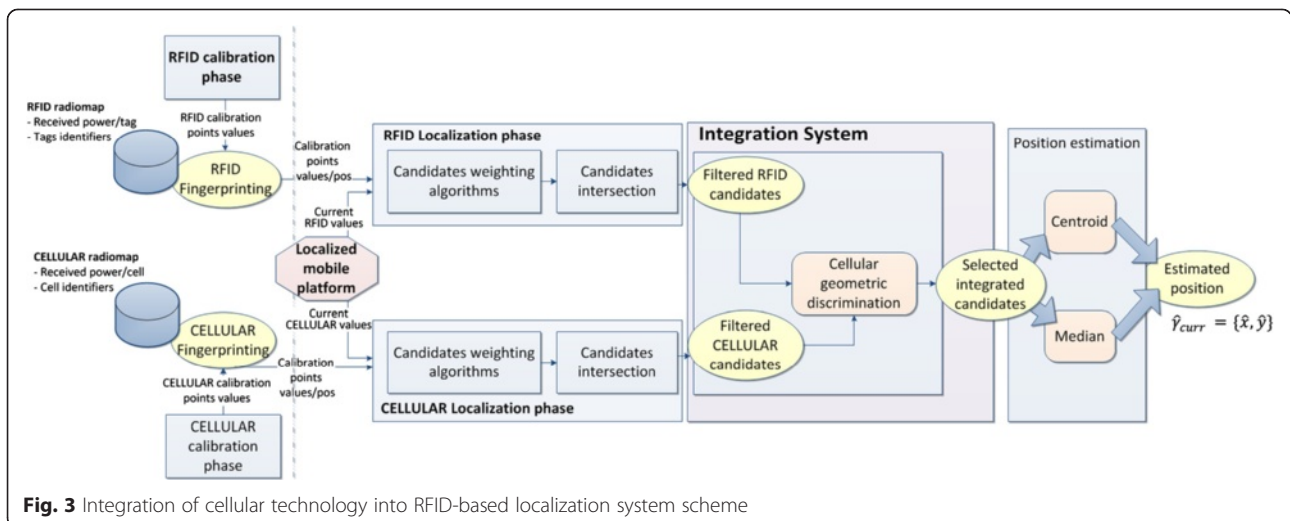 RFID calibration
phase
RFID radiomap
- Received power/tag
- Tags identifiers
RFID calibration
points values
RFID
Fingerprinting
Calibration
points
values/pos
Current
RFID values
RFID Localization phase
Candidates weighting
algorithms
Candidates
intersection
Localized
mobile
platform
CELLULAR radiomap
- Received power/cell
- Cell identifiers
CELLULAR
Fingerprinting
CELLULAR calibration
points values
CELLULAR
calibration
phase
Current
CELLULAR values
Calibration
points
values/pos
Candidates weighting
algorithms
Candidates
intersection
CELLULAR Localization phase
Integration System
Filtered RFID
candidates
Cellular
geometric
discrimination
Filtered
CELLULAR
candidates
Selected
integrated
candidates
Position estimation
Centroid
Median
Estimated
position
γ̂curr = {x̂, ŷ}
Fig. 3 Integration of cellular technology into RFID-based localization system scheme